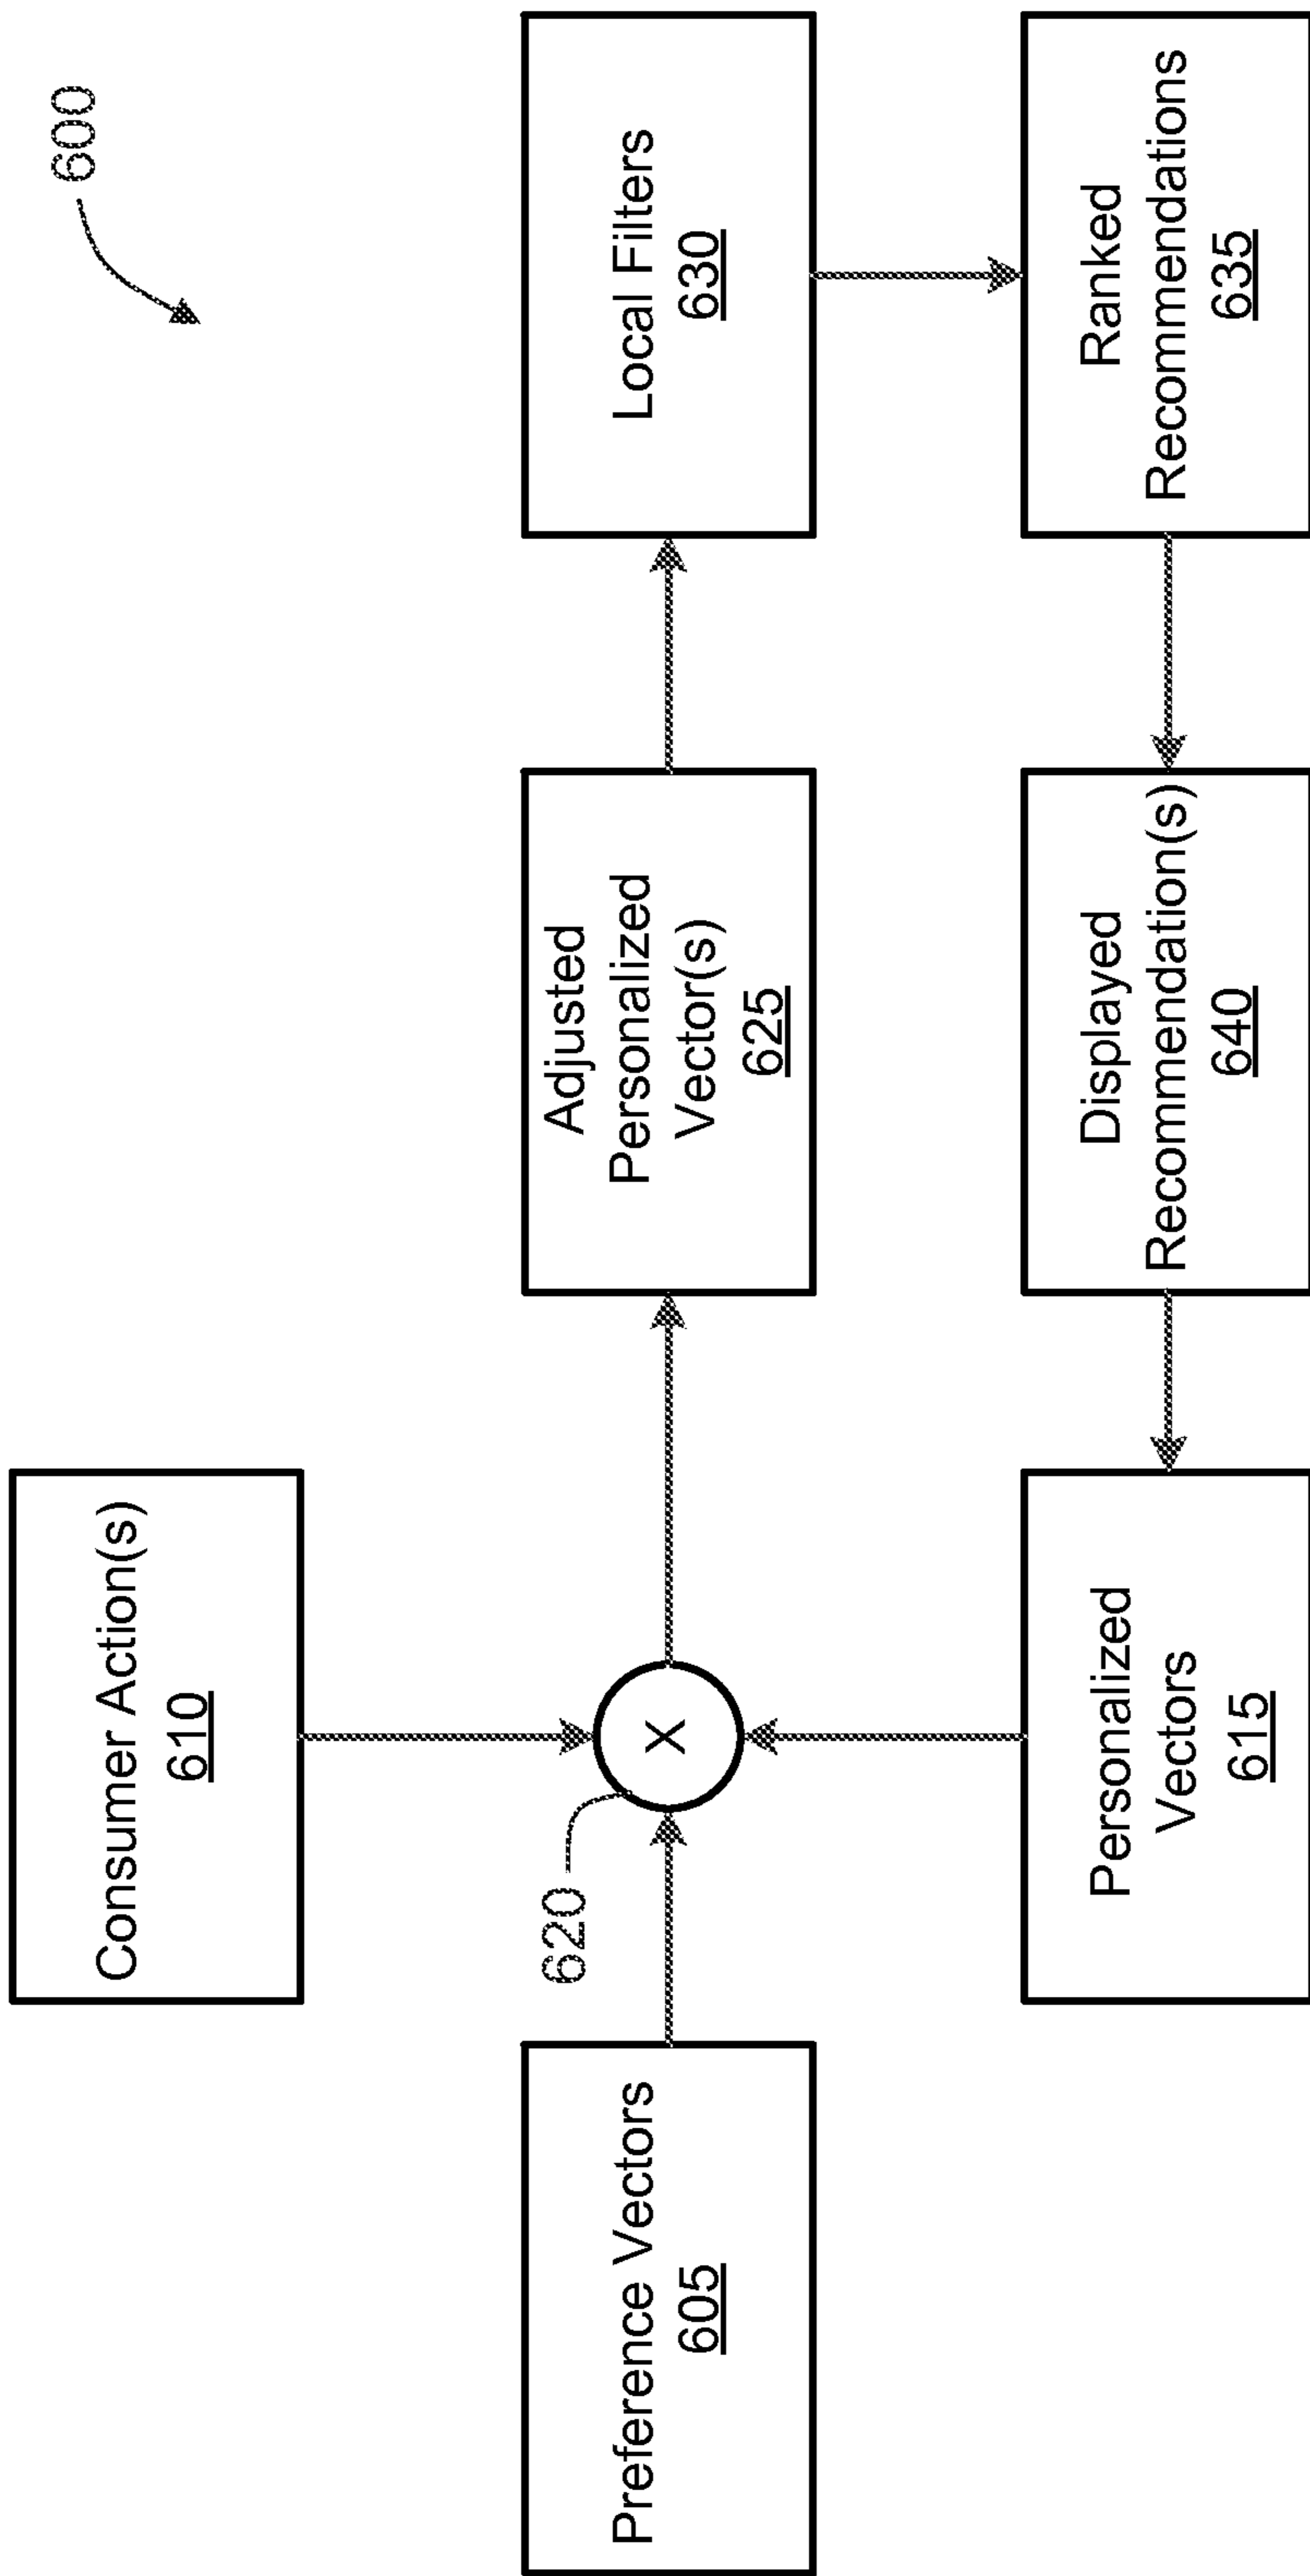 600
Consumer Action(s)
610
620
Preference Vectors
605
Adjusted
Personalized
Vector(s)
625
Local Filters
630
Personalized
Vectors
615
Displayed
Recommendation(s)
640
Ranked
Recommendations
635
X